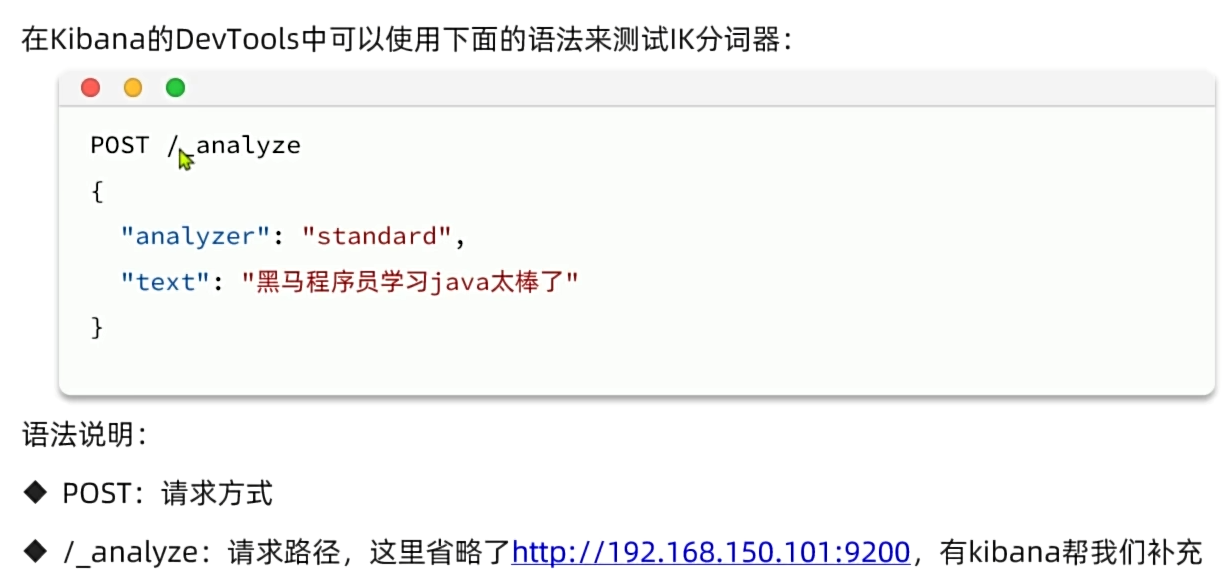 在Kibana的DevTools中可以使用下面的语法来测试IK分词器：
POST /_analyze
{
"analyzer": "standard",
"text": "黑马程序员学习java太棒了"
}
语法说明：
◆ POST：请求方式
◆ /_analyze：请求路径，这里省略了http://192.168.150.101:9200，有kibana帮我们补充